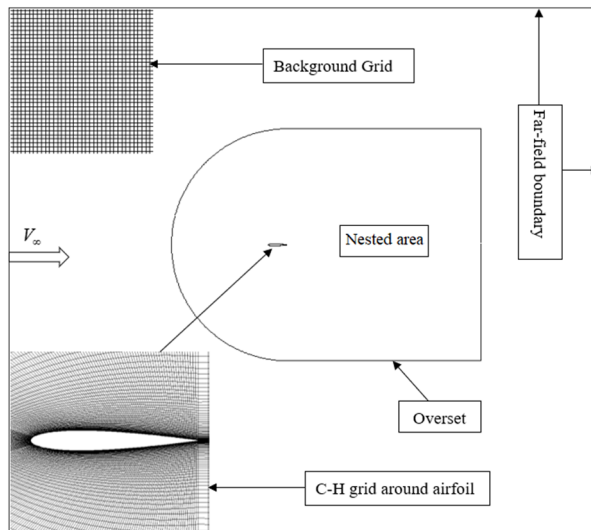 Background Grid
Far-field boundary
V∞
Nested area
Overset
C-H grid around airfoil